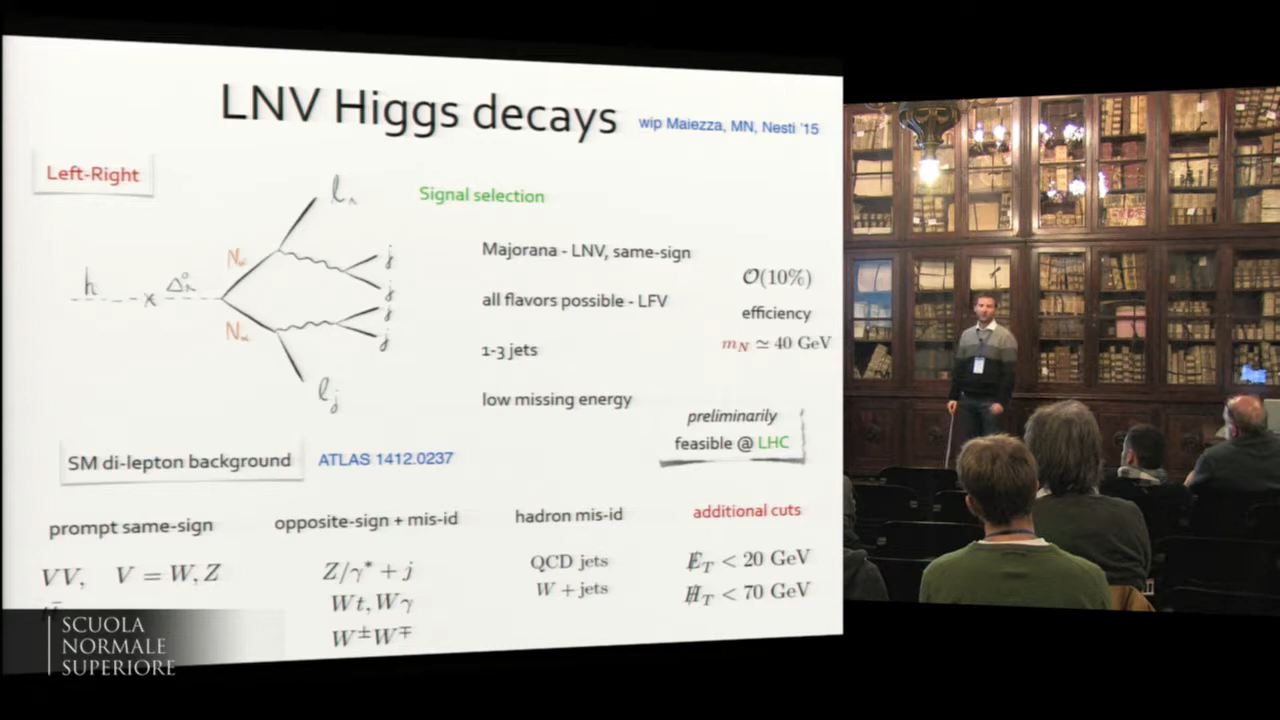 LNV Higgs decays
wip Maiezza, MN, Nesti '15
Left-Right
Signal selection
h
Δ
N
N
j
j
j
j
ℓ
ℓj
Majorana - LNV, same-sign
all flavors possible - LFV
1-3 jets
low missing energy
O(10%)
efficiency
m_N ≃ 40 GeV
preliminarily
feasible @ LHC
SM di-lepton background
ATLAS 1412.0237
prompt same-sign
VV, V = W, Z
opposite-sign + mis-id
Z/γ* + j
Wt, Wγ
W±W∓
hadron mis-id
QCD jets
W + jets
additional cuts
E̸_T < 20 GeV
H̸_T < 70 GeV
SCUOLA
NORMALE
SUPERIORE